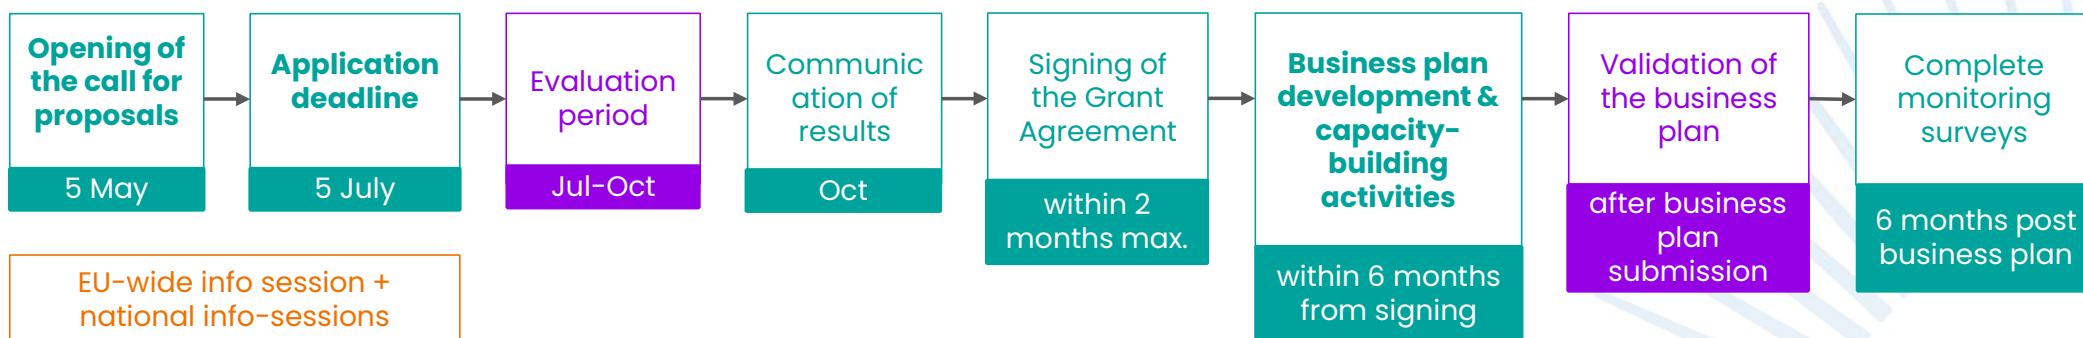 Opening of
the call for
proposals
5 May
Application
deadline
5 July
Evaluation
period
Jul-Oct
Communic
ation of
results
Oct
Signing of
the Grant
Agreement
within 2
months max.
Business plan
development &
capacity-
building
activities
within 6 months
from signing
Validation of
the business
plan
after business
plan
submission
Complete
monitoring
surveys
6 months post
business plan
EU-wide info session +
national info-sessions